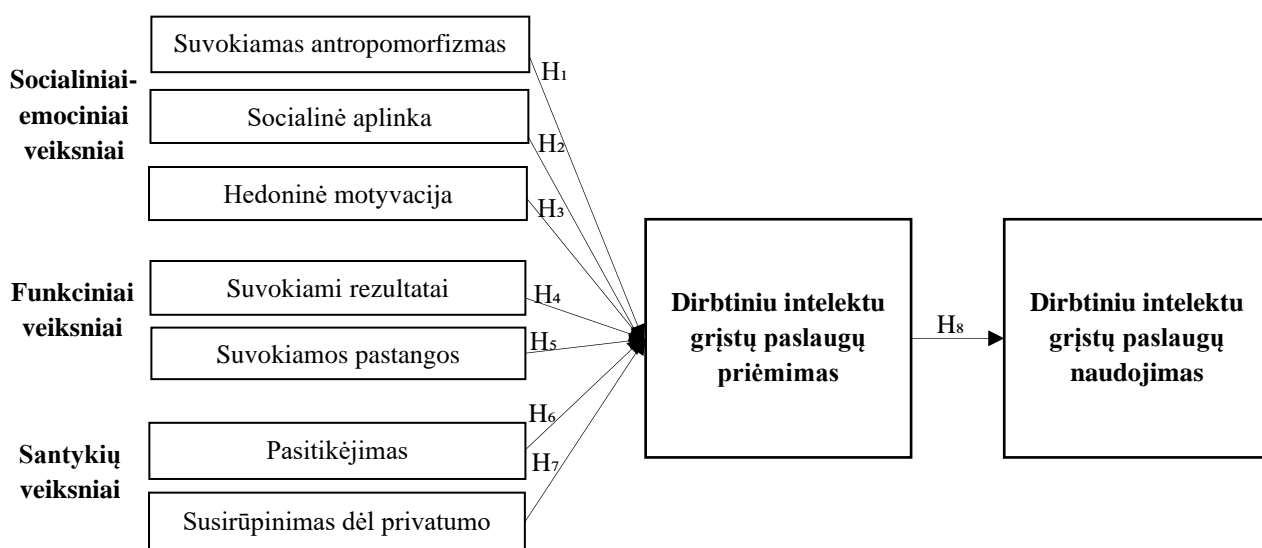 Socialiniai-
emociniai
veiksniai
Suvokiamas antropomorfizmas
Socialinė aplinka
Hedoninė motyvacija
H₁
H₂
H₃
Funkciniai
veiksniai
Suvokiami rezultatai
Suvokiamos pastangos
H₄
H₅
Santykių
veiksniai
Pasitikėjimas
Susirūpinimas dėl privatumo
H₆
H₇
Dirbtiniu intelektu
grįstų paslaugų
priėmimas
H₈
Dirbtiniu intelektu
grįstų paslaugų
naudojimas